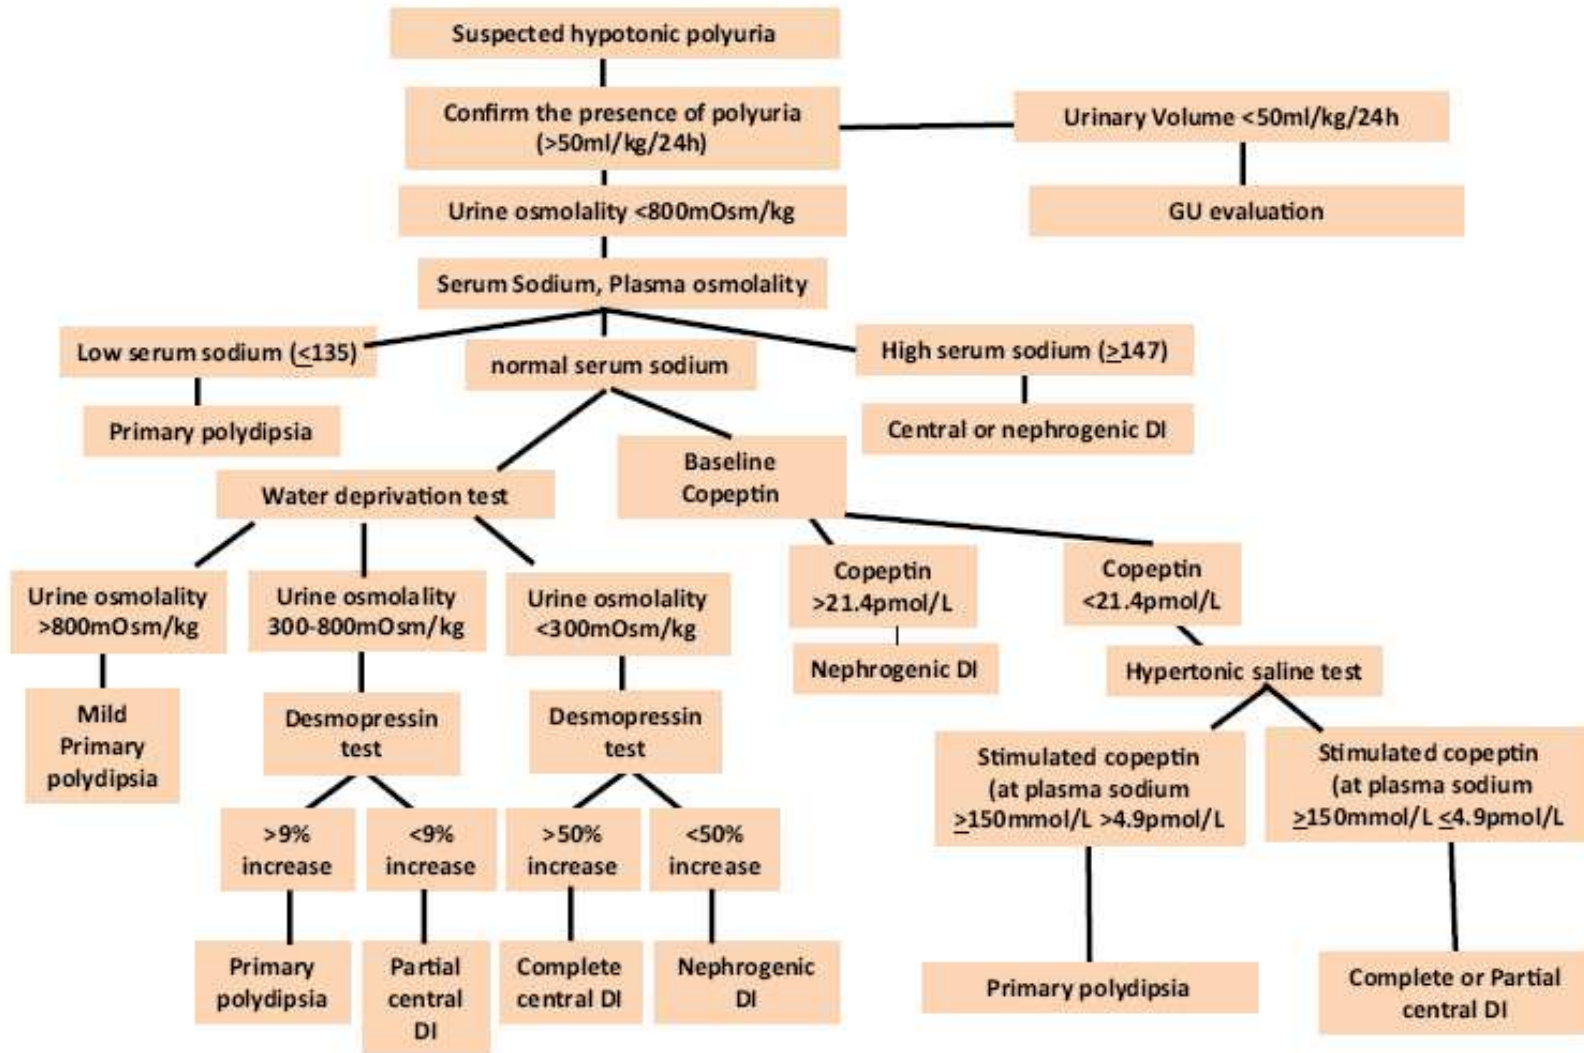 Suspected hypotonic polyuria
Confirm the presence of polyuria
(>50ml/kg/24h)
Urinary Volume <50ml/kg/24h
Urine osmolality <800mOsm/kg
GU evaluation
Serum Sodium, Plasma osmolality
Low serum sodium (≤135)
normal serum sodium
High serum sodium (≥147)
Primary polydipsia
Central or nephrogenic DI
Water deprivation test
Baseline
Copeptin
Urine osmolality
>800mOsm/kg
Urine osmolality
300-800mOsm/kg
Urine osmolality
<300mOsm/kg
Copeptin
>21.4pmol/L
Copeptin
<21.4pmol/L
Nephrogenic DI
Hypertonic saline test
Mild
Primary
polydipsia
Desmopressin
test
Desmopressin
test
Stimulated copeptin
(at plasma sodium
≥150mmol/L >4.9pmol/L
Stimulated copeptin
(at plasma sodium
≥150mmol/L ≤4.9pmol/L
>9%
increase
<9%
increase
>50%
increase
<50%
increase
Primary
polydipsia
Partial
central
DI
Complete
central DI
Nephrogenic
DI
Primary polydipsia
Complete or Partial
central DI